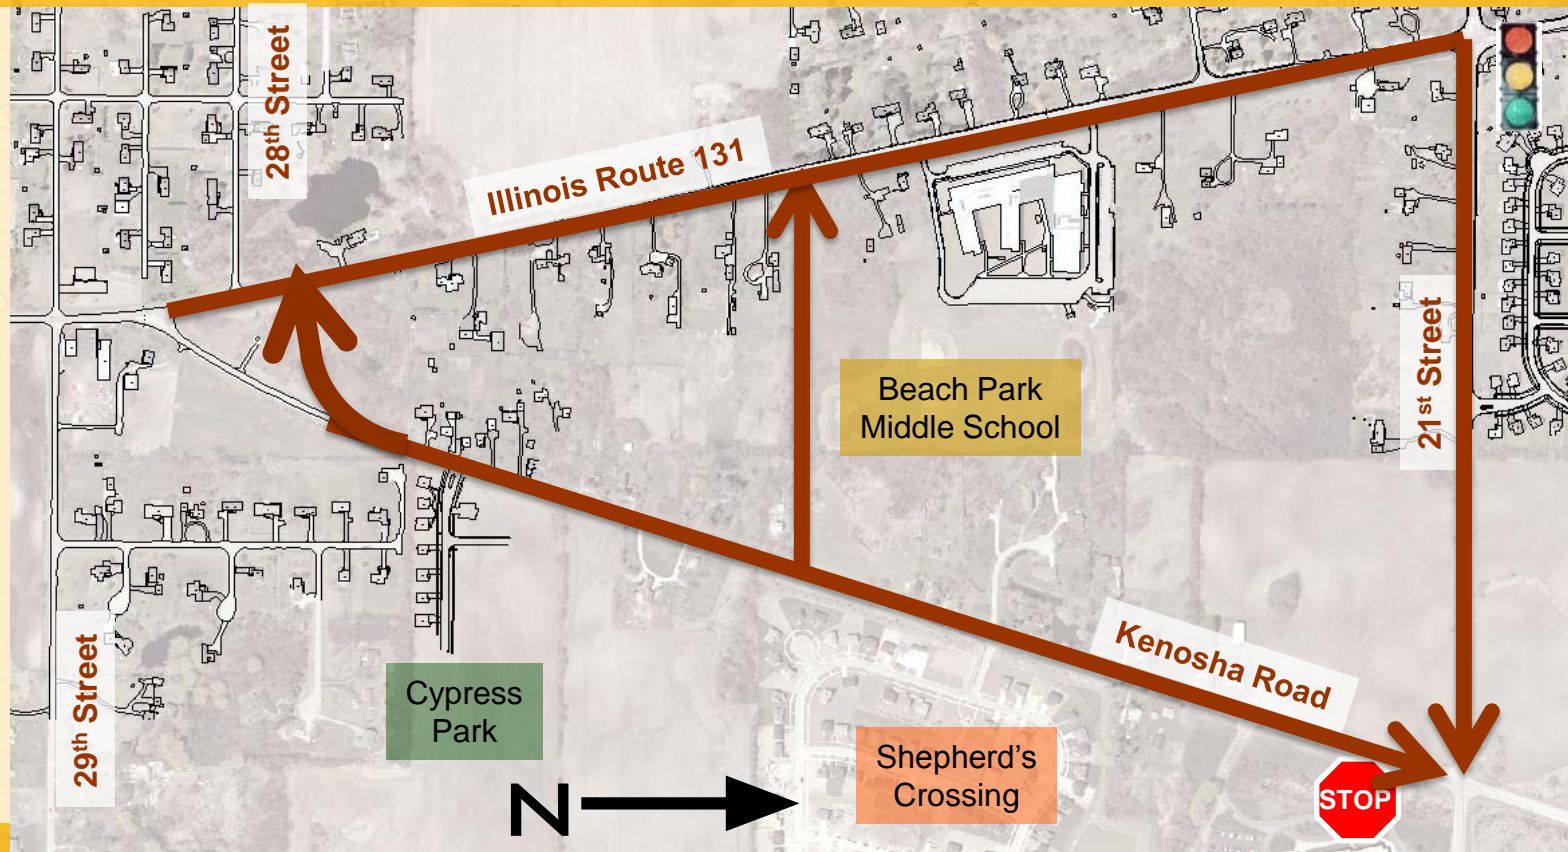 28th Street
Illinois Route 131
21st Street
Beach Park
Middle School
29th Street
Cypress
Park
Kenosha Road
Shepherd's
Crossing
N
STOP